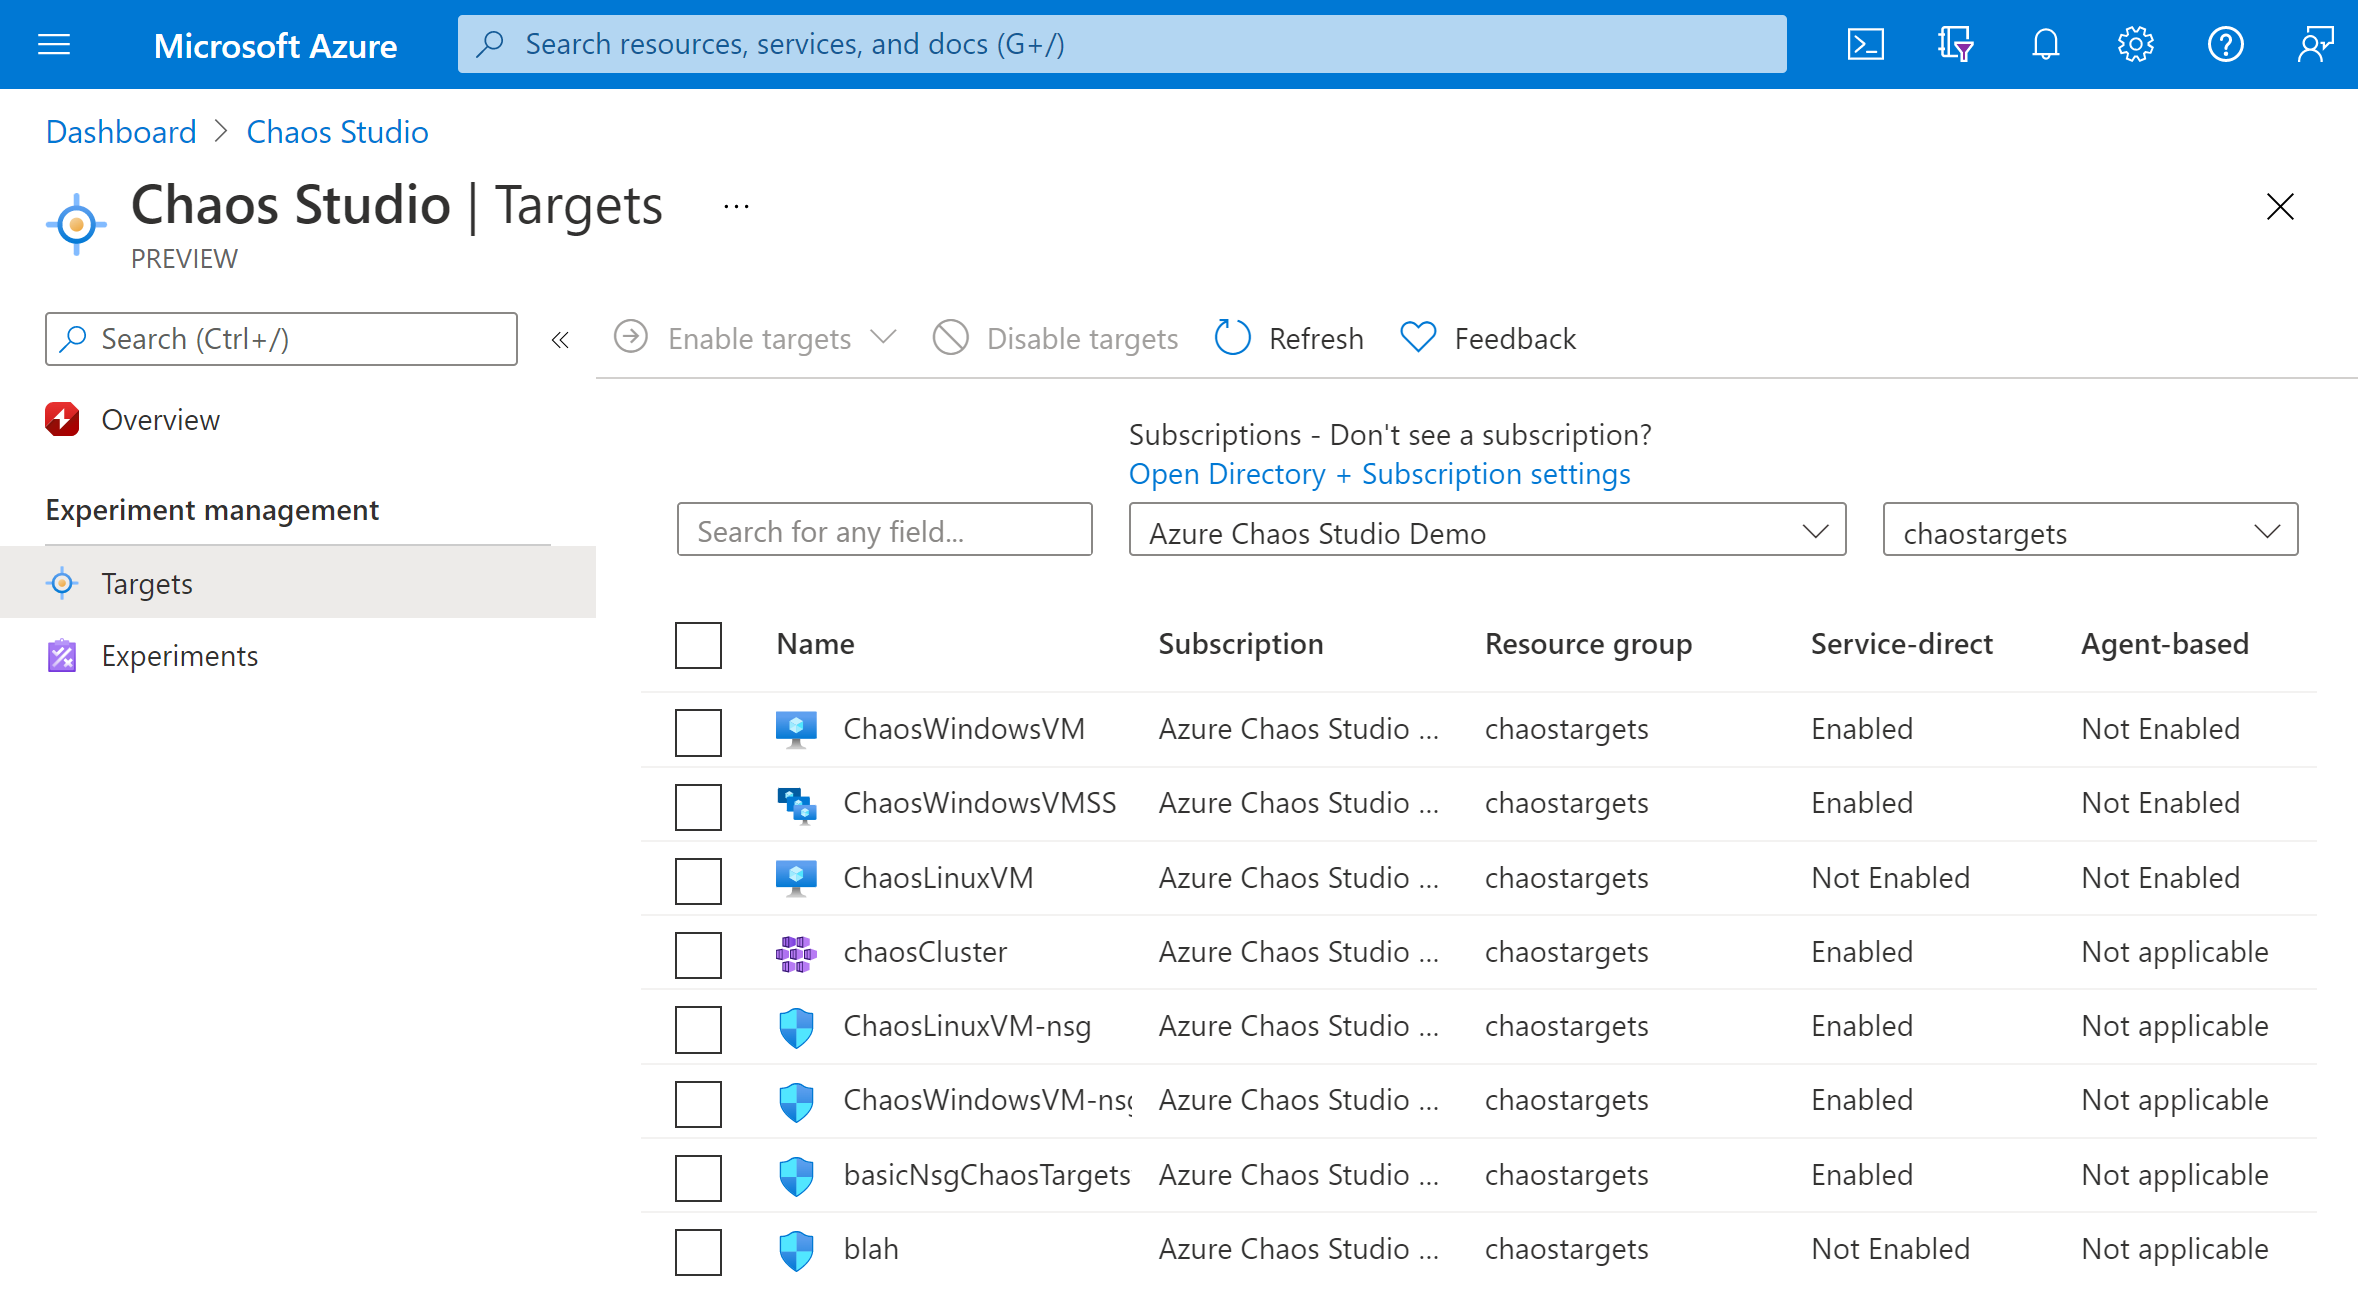 Microsoft Azure
Search resources, services, and docs (G+/)
Dashboard > Chaos Studio
Chaos Studio | Targets ...
PREVIEW
Search (Ctrl+/)
«
Enable targets
Disable targets
Refresh
Feedback
Overview
Experiment management
Targets
Experiments
Subscriptions - Don't see a subscription?
Open Directory + Subscription settings
Search for any field...
Azure Chaos Studio Demo
chaostargets
Name Subscription Resource group Service-direct Agent-based
ChaosWindowsVM Azure Chaos Studio ... chaostargets Enabled Not Enabled
ChaosWindowsVMSS Azure Chaos Studio ... chaostargets Enabled Not Enabled
ChaosLinuxVM Azure Chaos Studio ... chaostargets Not Enabled Not Enabled
chaosCluster Azure Chaos Studio ... chaostargets Enabled Not applicable
ChaosLinuxVM-nsg Azure Chaos Studio ... chaostargets Enabled Not applicable
ChaosWindowsVM-nsg Azure Chaos Studio ... chaostargets Enabled Not applicable
basicNsgChaosTargets Azure Chaos Studio ... chaostargets Enabled Not applicable
blah Azure Chaos Studio ... chaostargets Not Enabled Not applicable